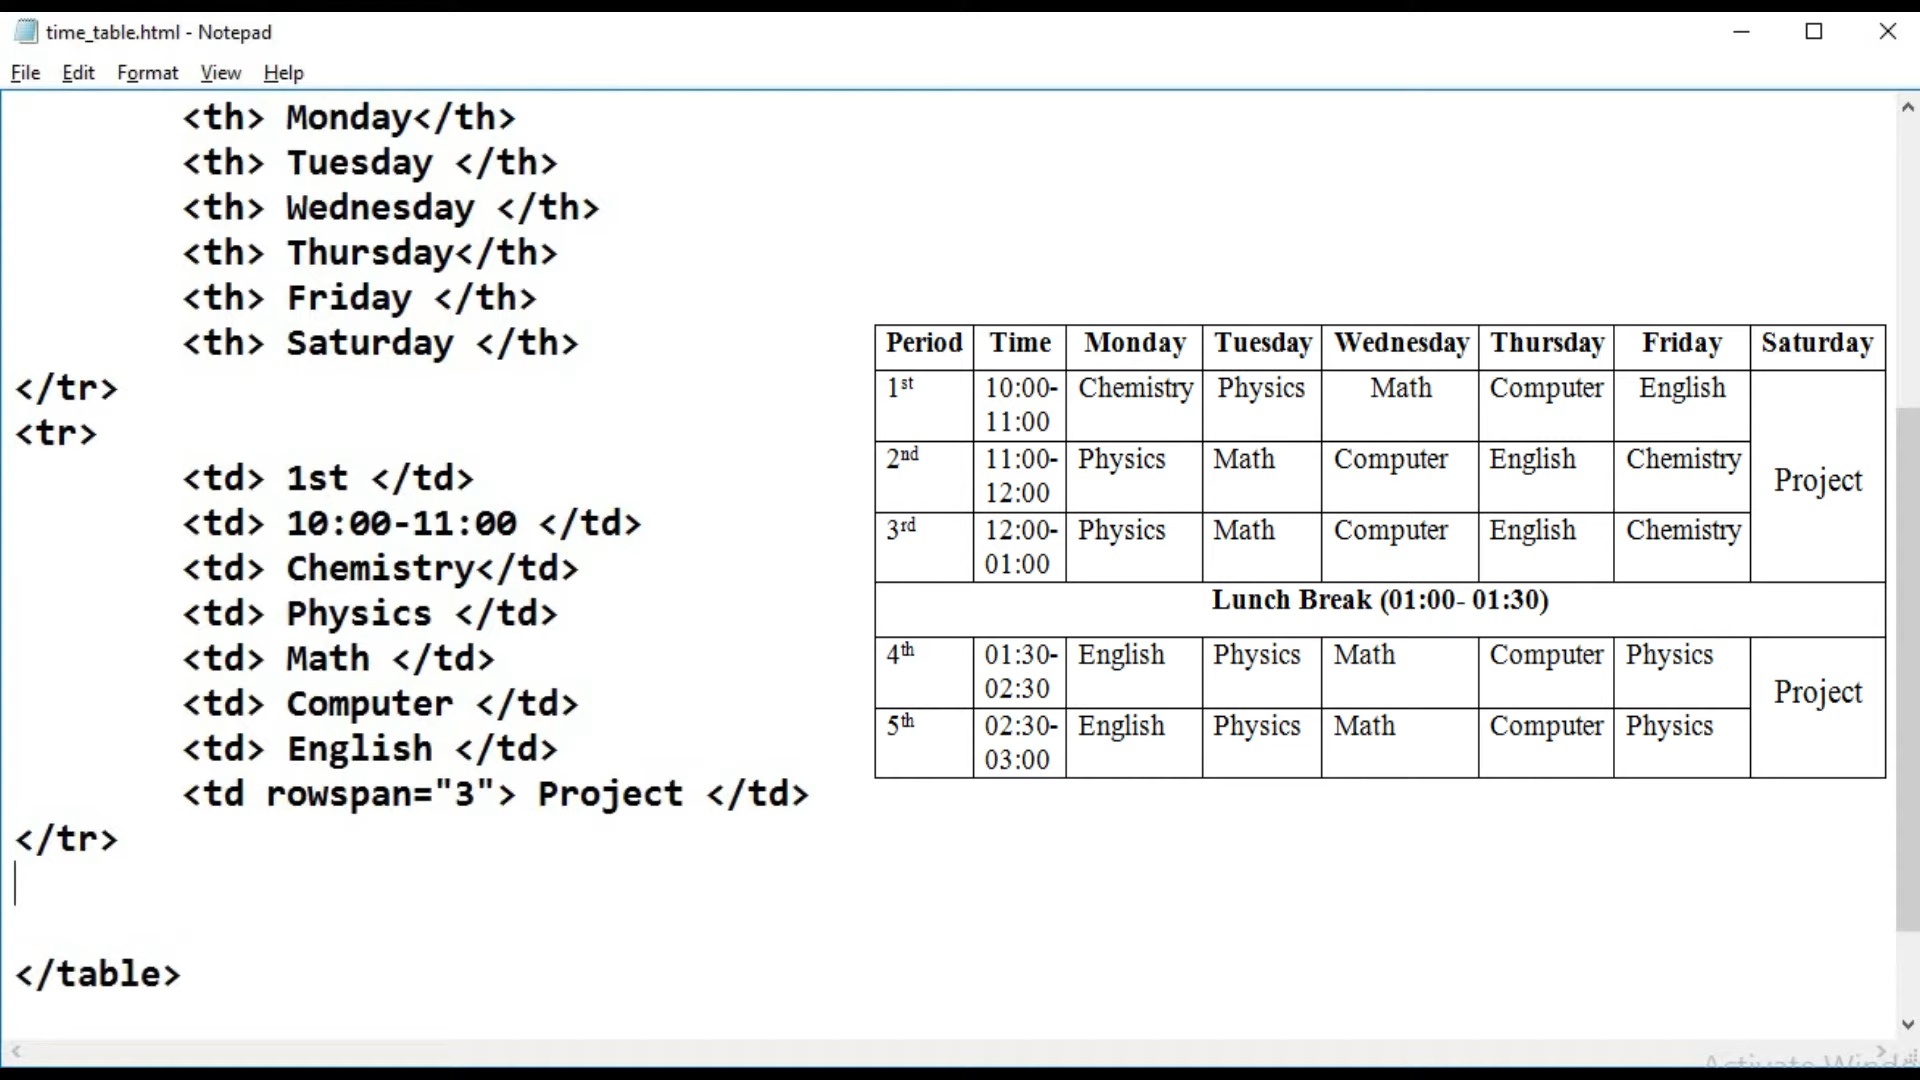 time_table.html - Notepad
File Edit Format View Help
<th> Monday</th>
<th> Tuesday </th>
<th> Wednesday </th>
<th> Thursday</th>
<th> Friday </th>
<th> Saturday </th>
</tr>
<tr>
<td> 1st </td>
<td> 10:00-11:00 </td>
<td> Chemistry</td>
<td> Physics </td>
<td> Math </td>
<td> Computer </td>
<td> English </td>
<td rowspan="3"> Project </td>
</tr>
</table>
Period Time Monday Tuesday Wednesday Thursday Friday Saturday
1st 10:00- Chemistry Physics Math Computer English
11:00
2nd 11:00- Physics Math Computer English Chemistry
Project
12:00
3rd 12:00- Physics Math Computer English Chemistry
01:00
Lunch Break (01:00- 01:30)
4th 01:30- English Physics Math Computer Physics
02:30 Project
5th 02:30- English Physics Math Computer Physics
03:00